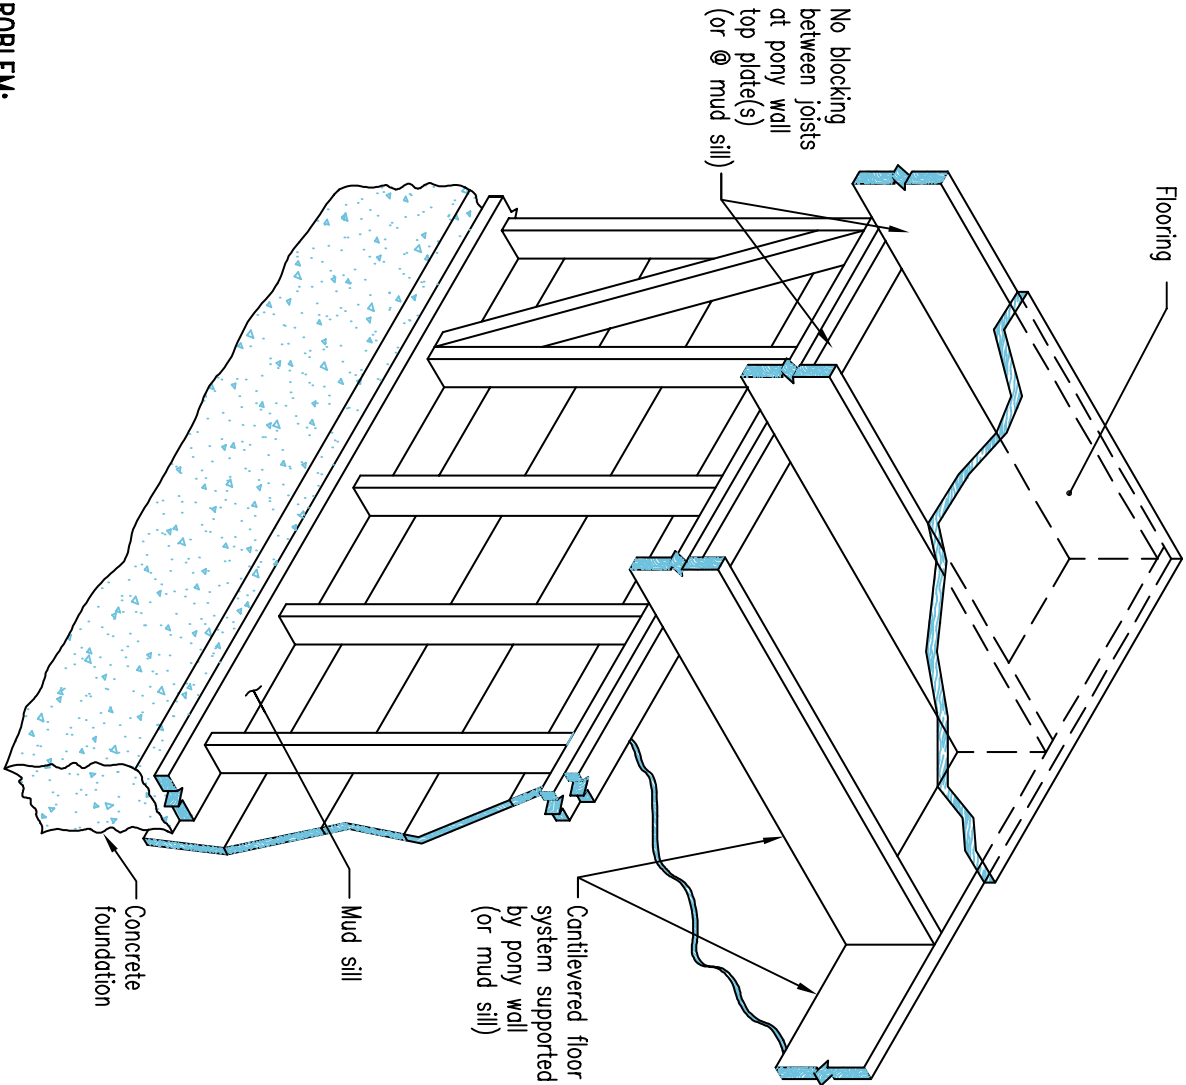 No blocking
between joists
at pony wall
top plate(s)
(or @ mud sill)
Flooring
Cantilevered floor
system supported
by pony wall
(or mud sill)
Mud sill
Concrete
foundation